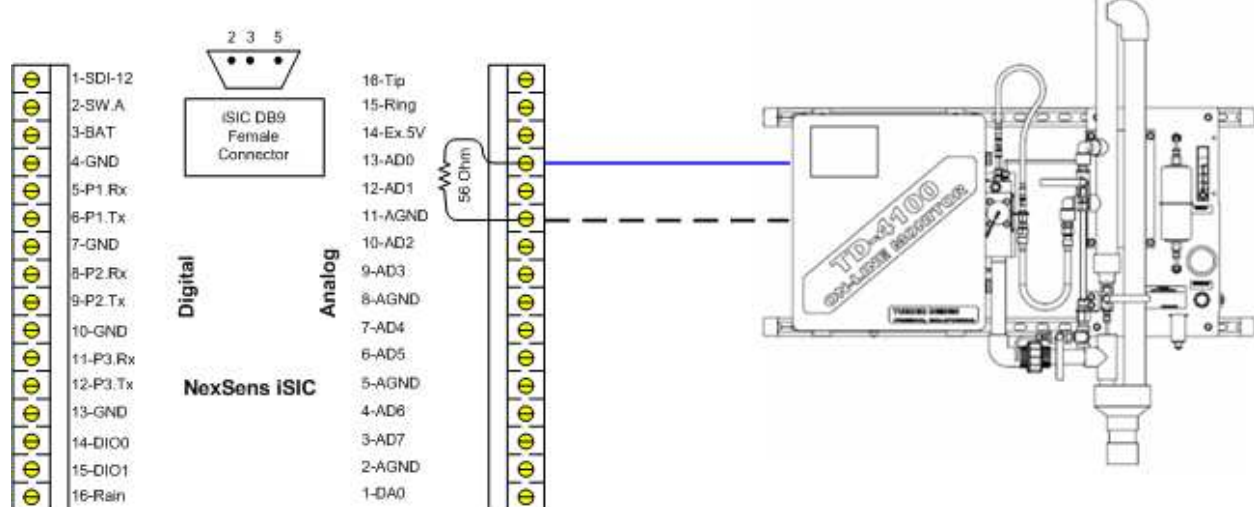 2 3 5
iSIC DB9
Female
Connector
1-SDI-12
2-SW.A
3-BAT
4-GND
5-P1.Rx
6-P1.Tx
7-GND
8-P2.Rx
9-P2.Tx
10-GND
11-P3.Rx
12-P3.Tx
13-GND
14-DIO0
15-DIO1
16-Rain
Digital
Analog
NexSens iSIC
16-Tip
15-Ring
14-Ex.5V
13-AD0
12-AD1
11-AGND
10-AD2
9-AD3
8-AGND
7-AD4
6-AD5
5-AGND
4-AD6
3-AD7
2-AGND
1-DA0
56 Ohm
TD-4100
ON-LINE MONITOR